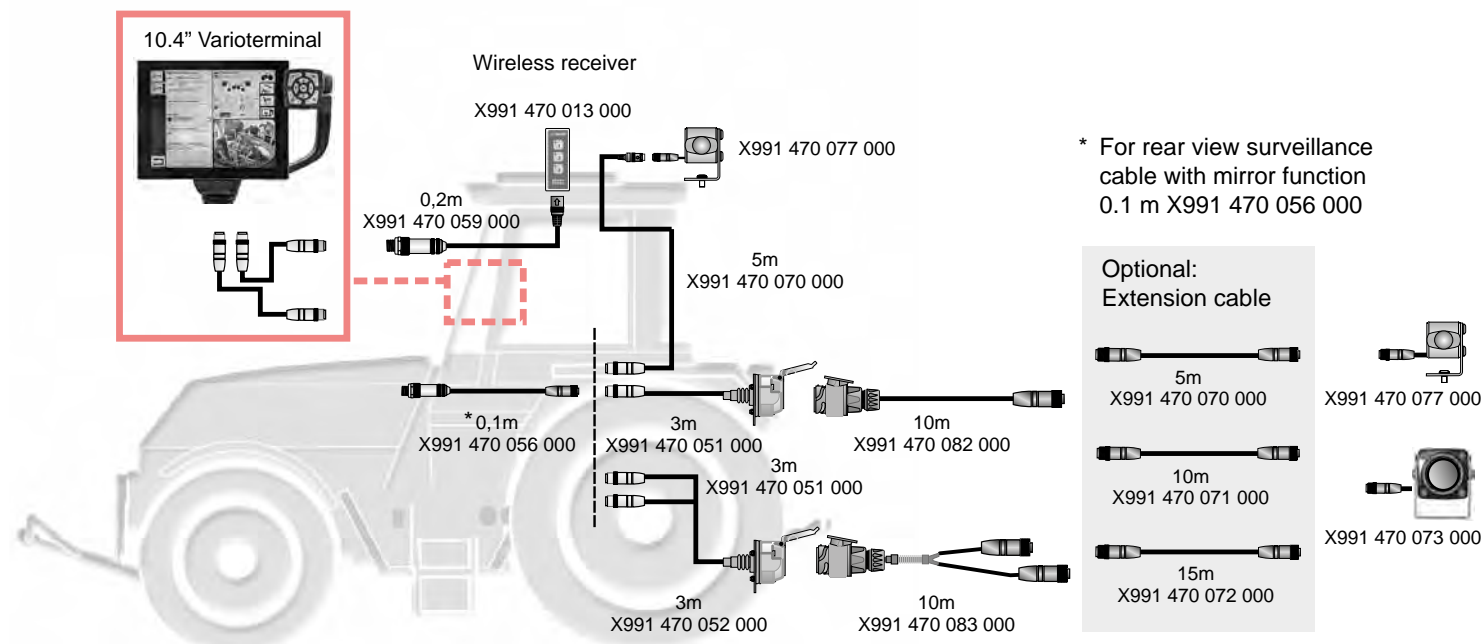 10.4” Varioterminal
Wireless receiver
X991 470 013 000
X991 470 077 000
0,2m
X991 470 059 000
5m
X991 470 070 000
* For rear view surveillance
cable with mirror function
0.1 m X991 470 056 000
*0,1m
X991 470 056 000
3m
X991 470 051 000
10m
X991 470 082 000
3m
X991 470 051 000
3m
X991 470 052 000
10m
X991 470 083 000
Optional:
Extension cable
5m
X991 470 070 000
10m
X991 470 071 000
15m
X991 470 072 000
X991 470 077 000
X991 470 073 000